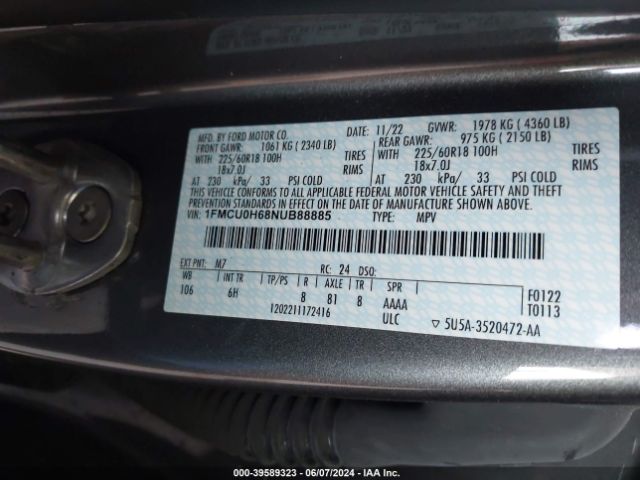 MFD. BY FORD MOTOR CO. DATE: 11/22 GVWR: 1978 KG ( 4360 LB)
FRONT GAWR: 1061 KG ( 2340 LB) REAR GAWR: 975 KG ( 2150 LB)
WITH 225/60R18 100H TIRES WITH 225/60R18 100H TIRES
18x7.0J RIMS 18x7.0J RIMS
AT 230 kPa/ 33 PSI COLD AT 230 kPa/ 33 PSI COLD
THIS VEHICLE CONFORMS TO ALL APPLICABLE FEDERAL MOTOR VEHICLE SAFETY AND THEFT
PREVENTION STANDARDS IN EFFECT ON THE DATE OF MANUFACTURE SHOWN ABOVE.
VIN: 1FMCU0H68NUB88885 TYPE: MPV
EXT PNT: M7 RC: 24 DSO:
WB INT TR TP/PS R AXLE TR SPR
106 6H 8 81 8 AAAA F0122
1202211172416 ULC T0113
▽ 5U5A-3520472-AA
000-39589323 - 06/07/2024 - IAA Inc.